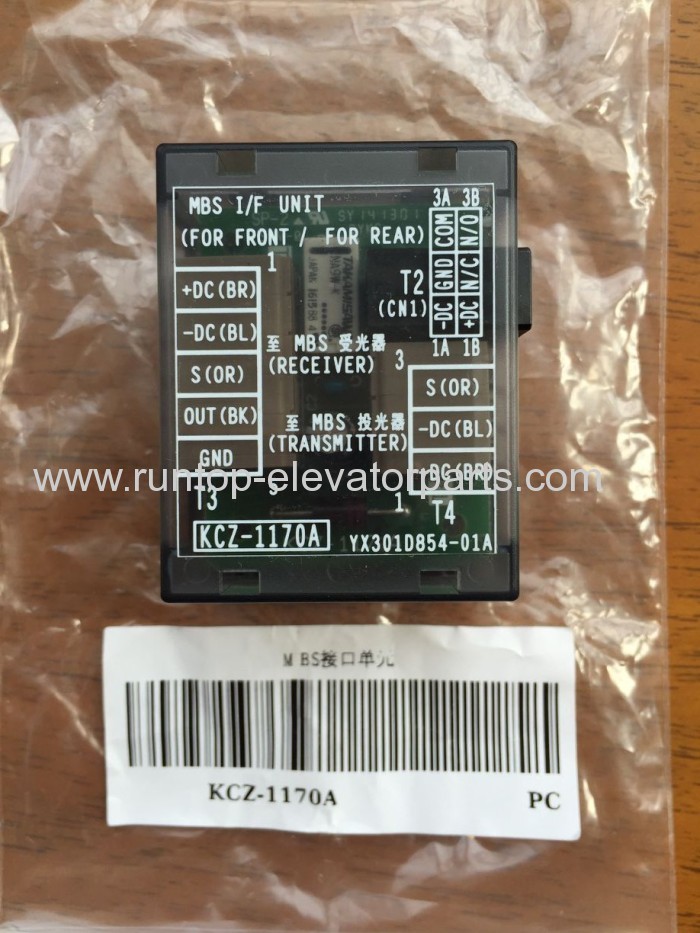 MBS I/F UNIT
3A 3B
(FOR FRONT / FOR REAR)
1
-DC GND COM
+DC N/C N/O
T2
(CN1)
1A 1B
+DC(BR)
-DC(BL)
S(OR)
OUT(BK)
GND
至 MBS 受光器
(RECEIVER)
3
至 MBS 投光器
(TRANSMITTER)
S(OR)
-DC(BL)
+DC(BR)
www.runtop-elevatorparts.com
T3
5
1
T4
KCZ-1170A
YX301D854-01A
MBS接口单元
KCZ-1170A
PC